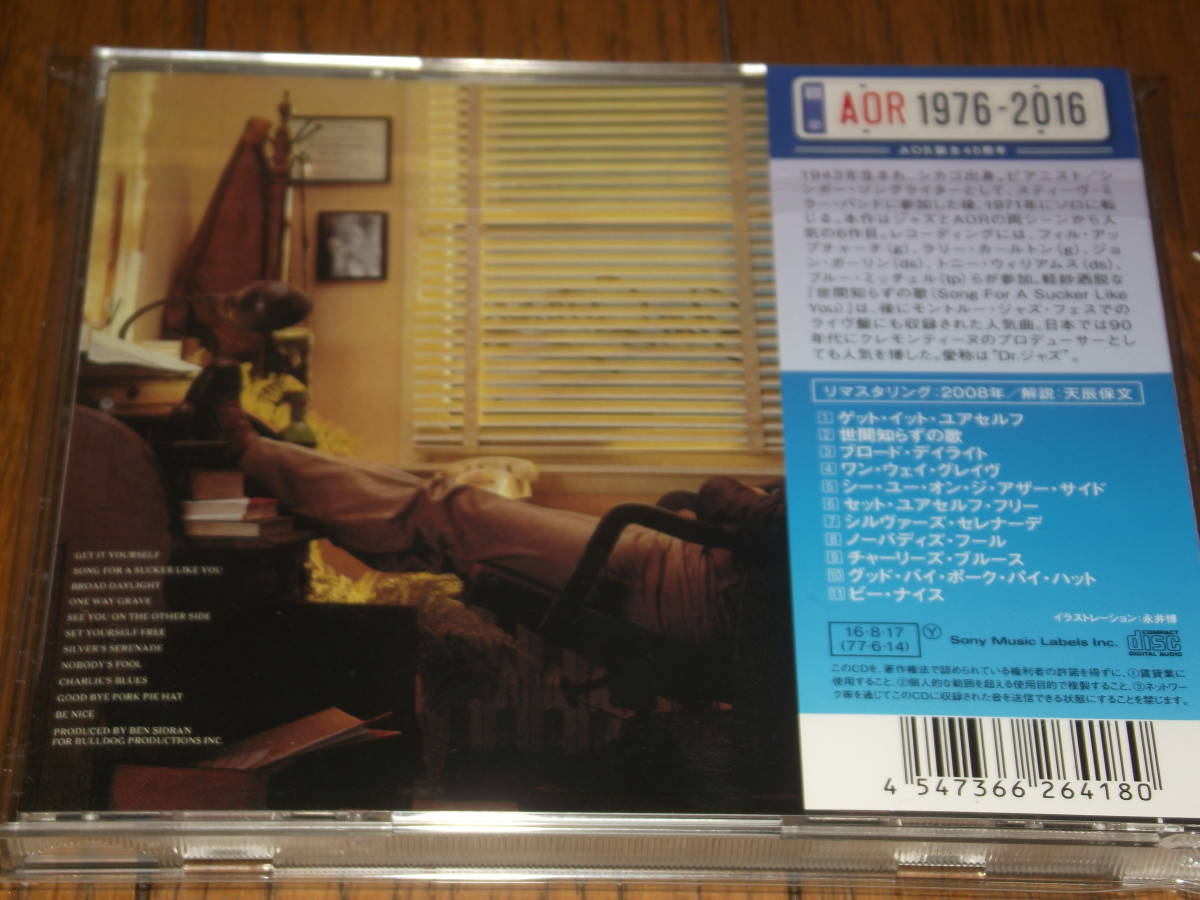 GET IT YOURSELF
SONG FOR A SUCKER LIKE YOU
BROAD DAYLIGHT
ONE WAY GRAVE
SEE YOU ON THE OTHER SIDE
SET YOURSELF FREE
SILVER'S SERENADE
NOBODY'S FOOL
CHARLIE'S BLUES
GOOD BYE PORK PIE HAT
BE NICE
PRODUCED BY BEN SIDRAN
FOR BULLDOG PRODUCTIONS INC.
AOR 1976-2016
AOR誕生40周年
1943年生まれ、シカゴ出身。ピアニスト/シ
ンガー・ソングライターとして、スティーヴ・ミ
ラー・バンドに参加した後、1971年にソロに転
じる。本作はジャズとAORの両シーンから人
気の6作目。レコーディングには、フィル・アッ
プチャーチ(g)、ラリー・カールトン(g)、ジョ
ン・ガーリン(ds)、トニー・ウィリアムス(ds)、
ブルー・ミッチェル(tp)らが参加。軽妙洒脱な
「世間知らずの歌(Song For A Sucker Like
You)」は、後にモントルー・ジャズ・フェスでの
ライヴ盤にも収録された人気曲。日本では90
年代にクレモンティーヌのプロデューサーとし
ても人気を博した。愛称は"Dr.ジャズ"。
リマスタリング:2008年/解説:天辰保文
1 ゲット・イット・ユアセルフ
2 世間知らずの歌
3 ブロード・デイライト
4 ワン・ウェイ・グレイヴ
5 シー・ユー・オン・ジ・アザー・サイド
6 セット・ユアセルフ・フリー
7 シルヴァーズ・セレナーデ
8 ノーバディズ・フール
9 チャーリーズ・ブルース
10 グッド・バイ・ポーク・パイ・ハット
11 ビー・ナイス
イラストレーション:永井博
16・8・17
(77・6・14)
Y
Sony Music Labels Inc.
COMPACT
disc
DIGITAL AUDIO
このCDを、著作権法で認められている権利者の許諾を得ずに、①賃貸業に
使用すること、②個人的な範囲を超える使用目的で複製すること、③ネットワー
ク等を通じてこのCDに収録された音を送信できる状態にすることを禁じます。
4 547366 264180